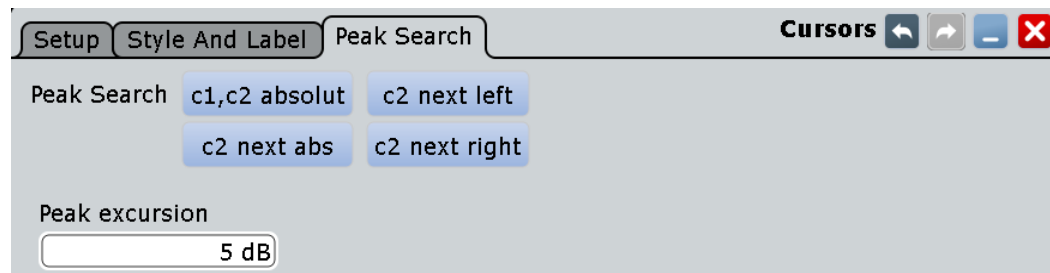 Setup Style And Label Peak Search Cursors
Peak Search c1,c2 absolut c2 next left
c2 next abs c2 next right
Peak excursion
5 dB